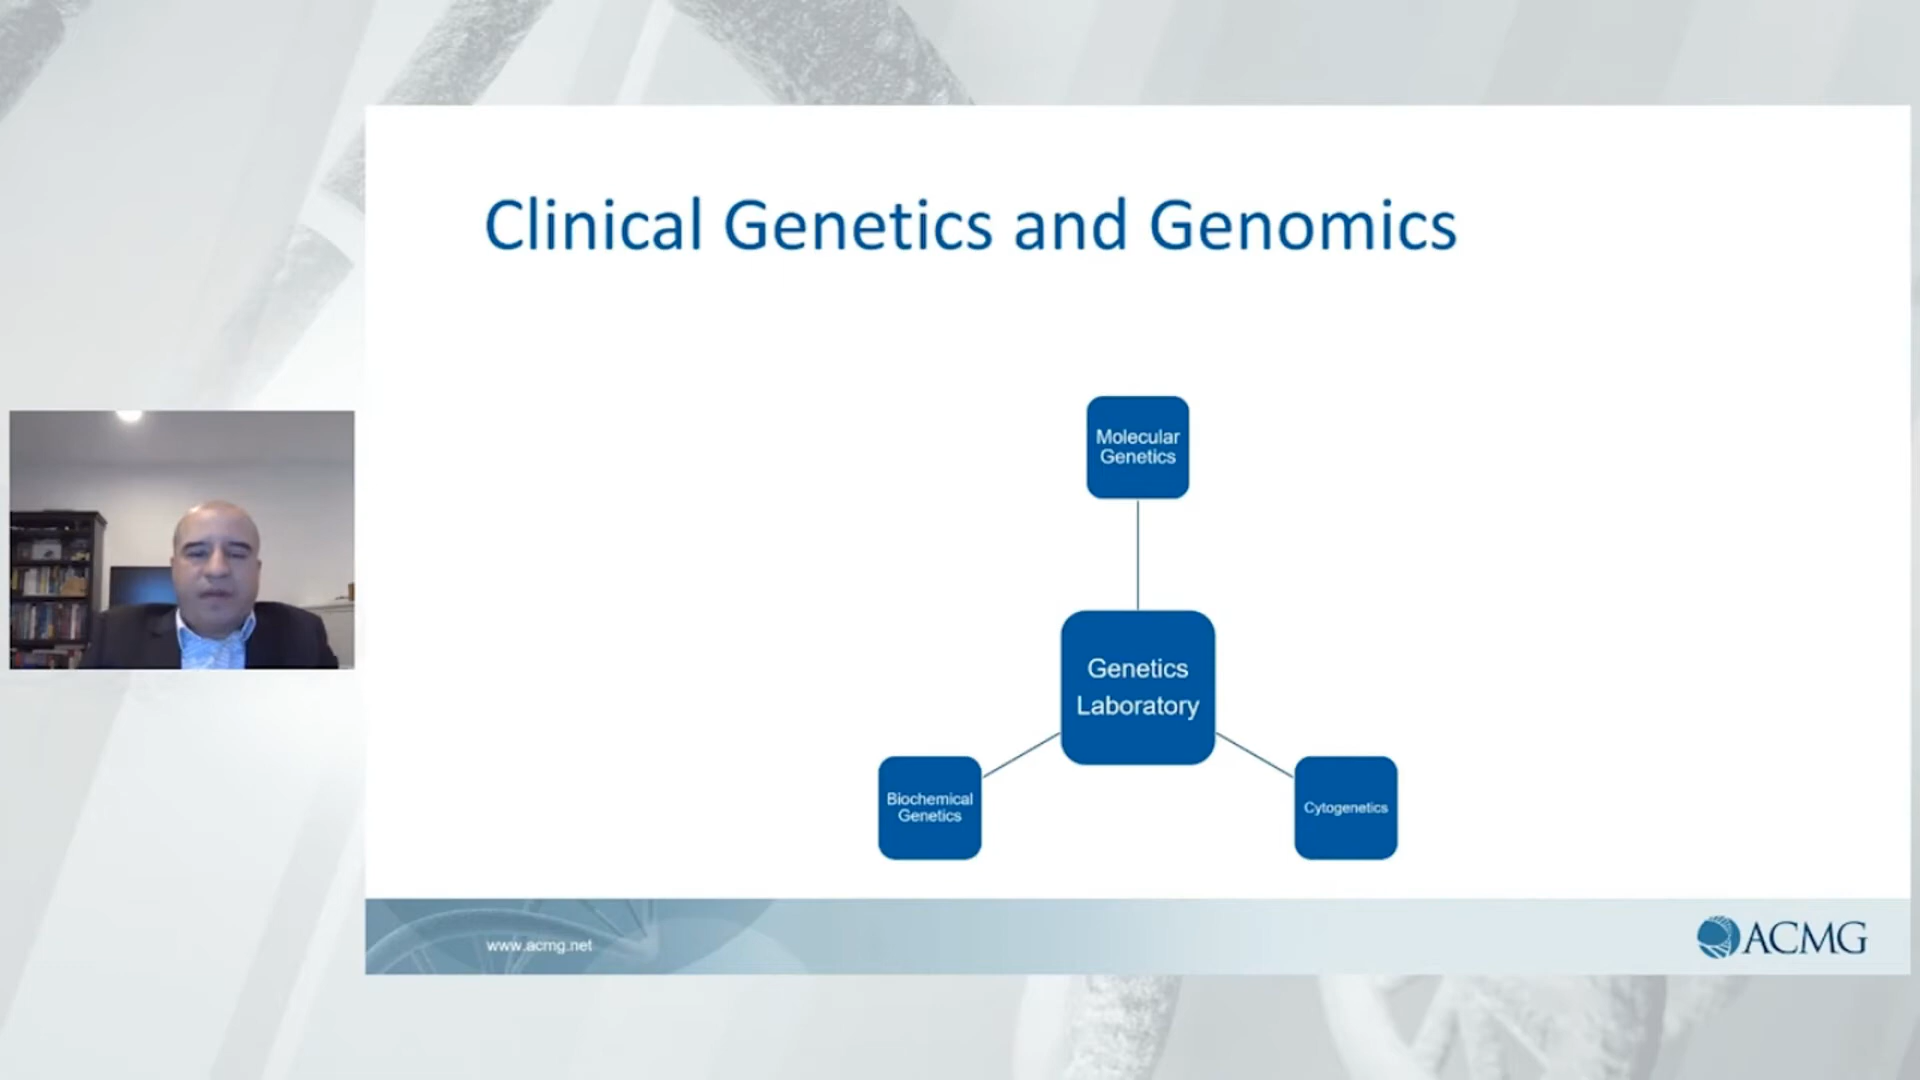 Clinical Genetics and Genomics
Molecular
Genetics
Genetics
Laboratory
Biochemical
Genetics
Cytogenetics
www.acmg.net
ACMG